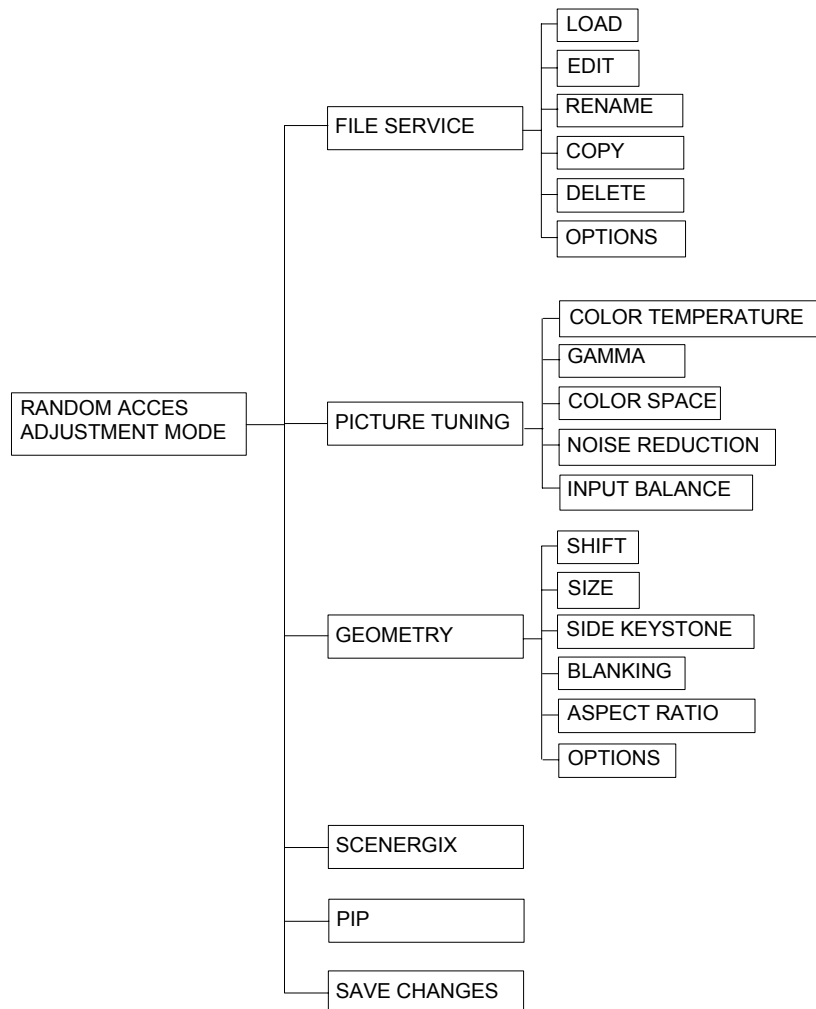 LOAD
EDIT
RENAME
FILE SERVICE
COPY
DELETE
OPTIONS
COLOR TEMPERATURE
GAMMA
RANDOM ACCES
ADJUSTMENT MODE
PICTURE TUNING
COLOR SPACE
NOISE REDUCTION
INPUT BALANCE
SHIFT
SIZE
GEOMETRY
SIDE KEYSTONE
BLANKING
ASPECT RATIO
OPTIONS
SCENERGIX
PIP
SAVE CHANGES